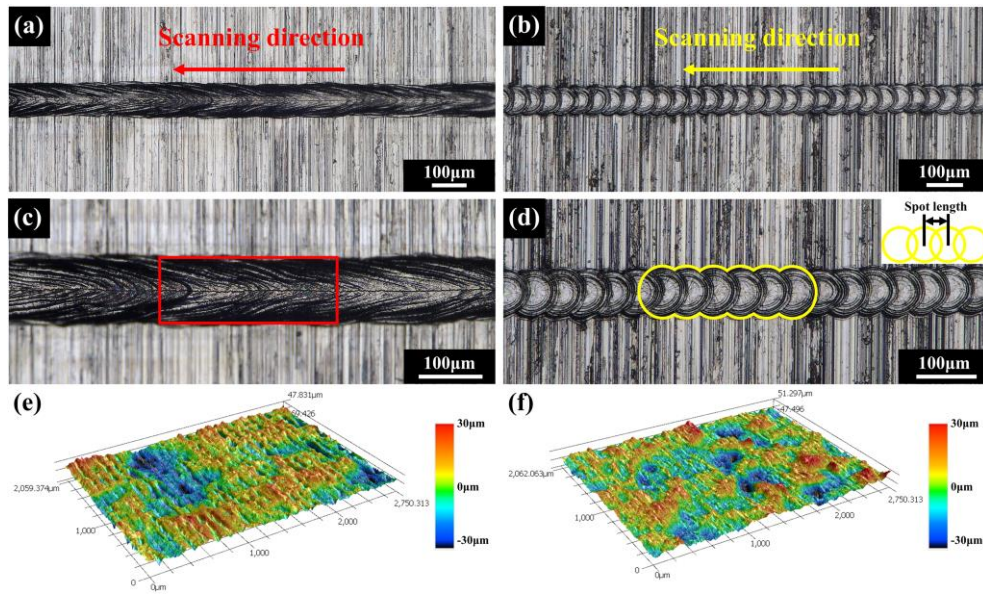 (a)
Scanning direction
100μm
(b)
Scanning direction
100μm
(c)
100μm
(d)
Spot length
100μm
(e)
47.831μm
-59.426
30μm
0μm
-30μm
2,059.374μm
1,000
0
0μm
1,000
2,000
2,750.313
(f)
51.297μm
-47.496
30μm
0μm
-30μm
2,062.063μm
1,000
0
0μm
1,000
2,000
2,750.313